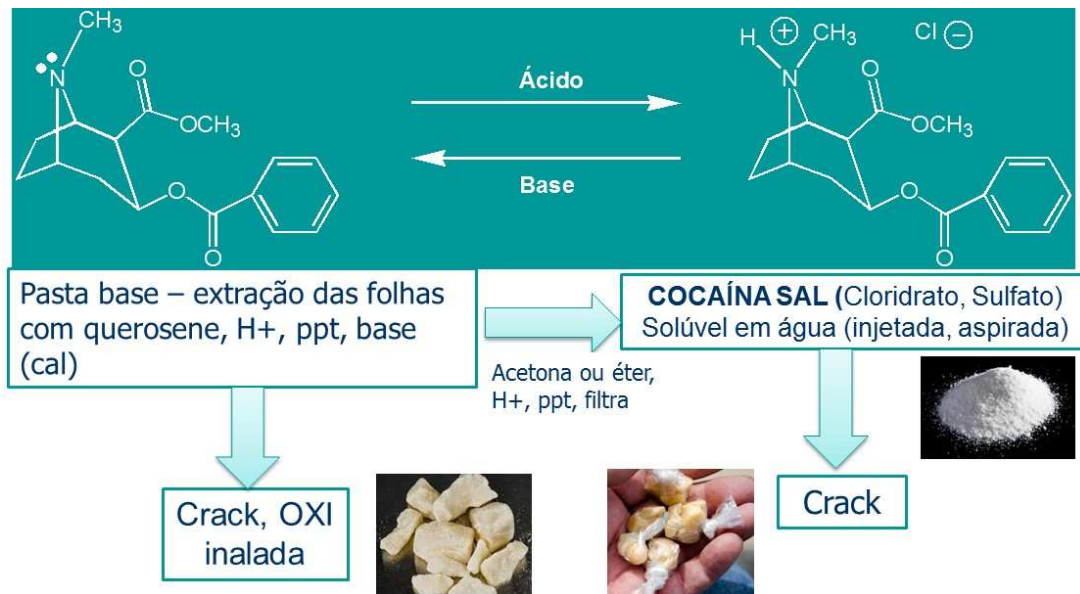 CH₃
N
O
OCH₃
O
O
Ácido
Base
H
+
CH₃
Cl
−
N
O
OCH₃
O
O
Pasta base – extração das folhas
com querosene, H+, ppt, base
(cal)
COCAÍNA SAL (Cloridrato, Sulfato)
Solúvel em água (injetada, aspirada)
Acetona ou éter,
H+, ppt, filtra
Crack, OXI
inalada
Crack